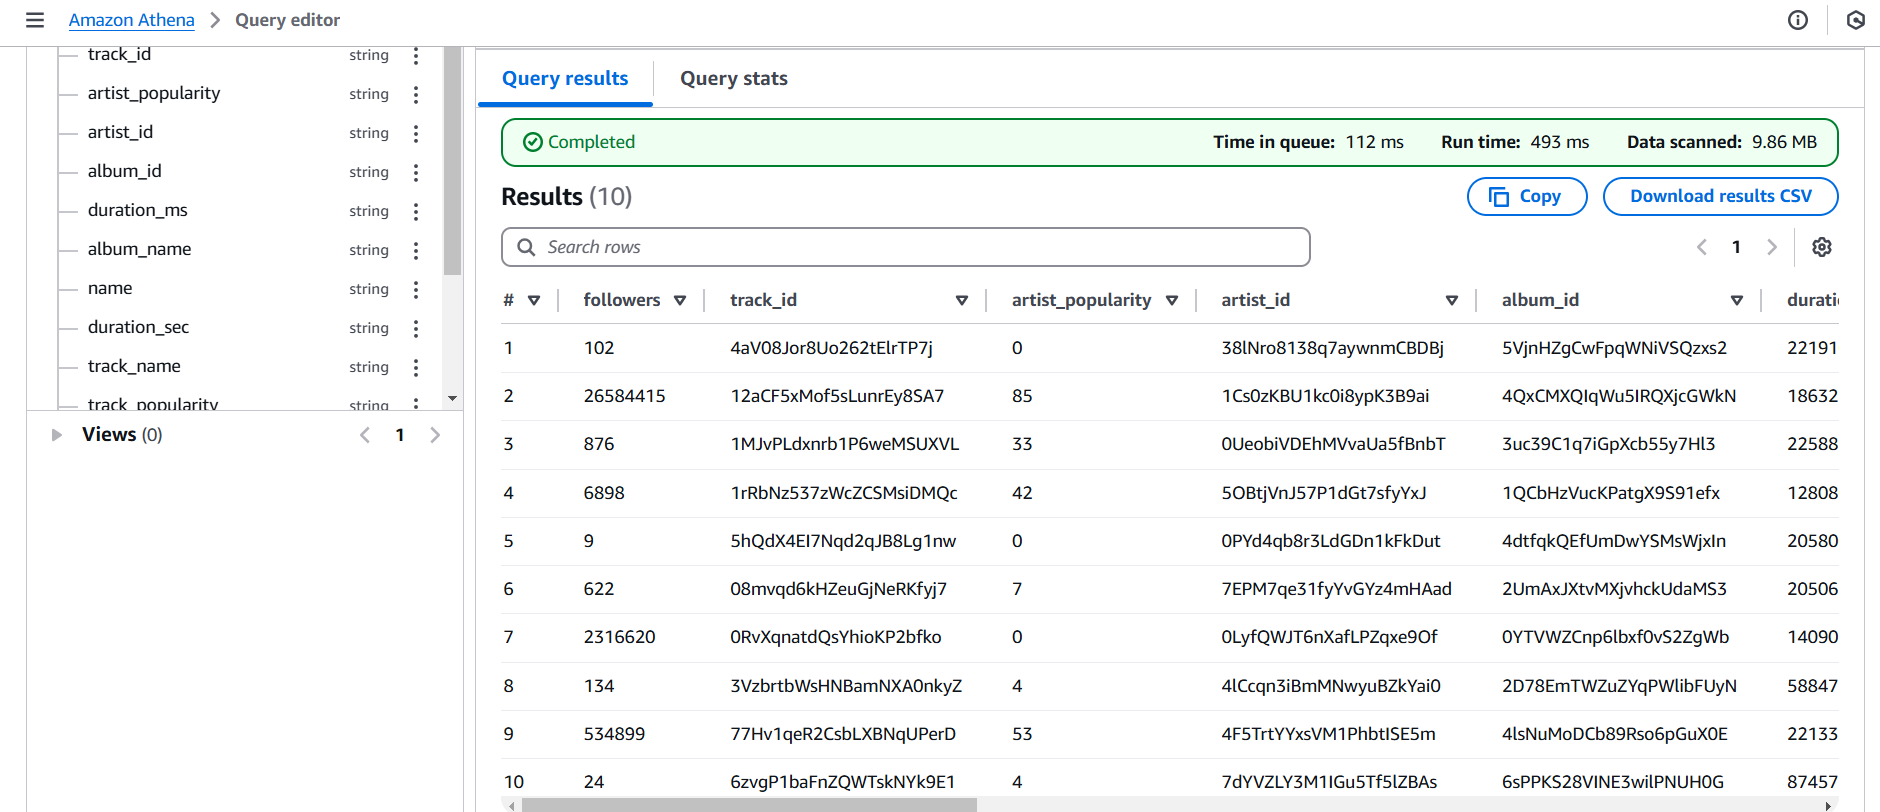 Amazon Athena > Query editor
track_id string
artist_popularity string
artist_id string
album_id string
duration_ms string
album_name string
name string
duration_sec string
track_name string
track_popularity string
Views (0) 1
Query results Query stats
Completed Time in queue: 112 ms Run time: 493 ms Data scanned: 9.86 MB
Results (10) Copy Download results CSV
Search rows 1
# followers track_id artist_popularity artist_id album_id durati
1 102 4aV08Jor8Uo262tElrTP7j 0 38lNro8138q7aywnmCBDBj 5VjnHZgCwFpqWNiVSQzxs2 22191
2 26584415 12aCF5xMof5sLunrEy8SA7 85 1Cs0zKBU1kc0i8ypK3B9ai 4QxCMXQIqWu5IRQXjcGWkN 18632
3 876 1MJvPLdxnrb1P6weMSUXVL 33 0UeobiVDEhMVvaUa5fBnbT 3uc39C1q7iGpXcb55y7Hl3 22588
4 6898 1rRbNz537zWcZCSMsiDMQc 42 5OBtjVnJ57P1dGt7sfyYxJ 1QCbHzVucKPatgX9S91efx 12808
5 9 5hQdX4EI7Nqd2qJB8Lg1nw 0 0PYd4qb8r3LdGDn1kFkDut 4dtfqkQEfUmDwYSMsWjxIn 20580
6 622 08mvqd6kHZeuGjNeRKfyj7 7 7EPM7qe31fyYvGYz4mHAad 2UmAxJXtvMXjvhckUdaMS3 20506
7 2316620 0RvXqnatdQsYhioKP2bfko 0 0LyfQWJT6nXafLPZqxe9Of 0YTVWZCnp6lbxf0vS2ZgWb 14090
8 134 3VzbrtbWsHNBamNXA0nkyZ 4 4lCcqn3iBmMNwyuBZkYai0 2D78EmTWZuZYqPWlibFUyN 58847
9 534899 77Hv1qeR2CsbLXBNqUPerD 53 4F5TrtYYxsVM1PhbtISE5m 4lsNuMoDCb89Rso6pGuX0E 22133
10 24 6zvgP1baFnZQWTskNYk9E1 4 7dYVZLY3M1IGu5Tf5lZBAs 6sPPKS28VINE3wilPNUH0G 87457